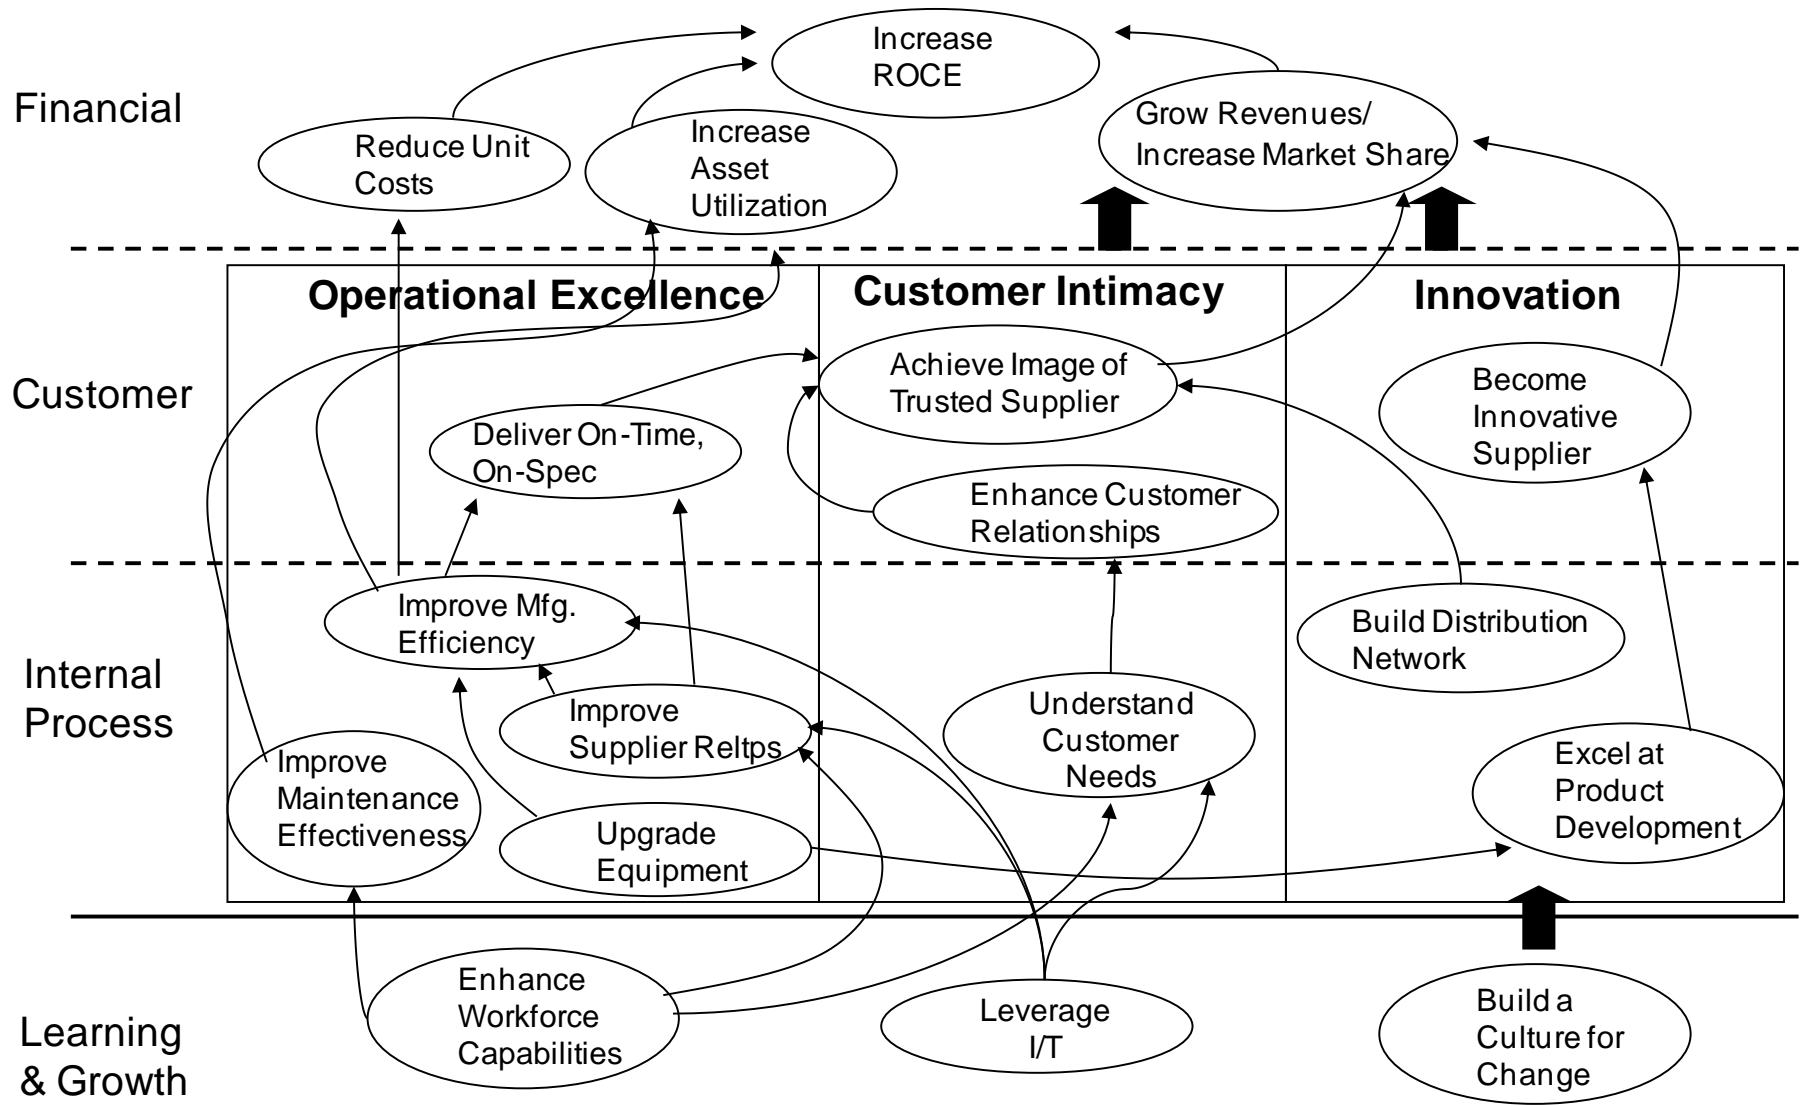 Financial
Increase
ROCE
Grow Revenues/
Increase Market Share
Reduce Unit
Costs
Increase
Asset
Utilization
Operational Excellence
Customer Intimacy
Innovation
Customer
Achieve Image of
Trusted Supplier
Become
Innovative
Supplier
Deliver On-Time,
On-Spec
Enhance Customer
Relationships
Internal
Process
Improve Mfg.
Efficiency
Build Distribution
Network
Improve
Supplier Reltps
Understand
Customer
Needs
Improve
Maintenance
Effectiveness
Excel at
Product
Development
Upgrade
Equipment
Learning
& Growth
Enhance
Workforce
Capabilities
Leverage
I/T
Build a
Culture for
Change